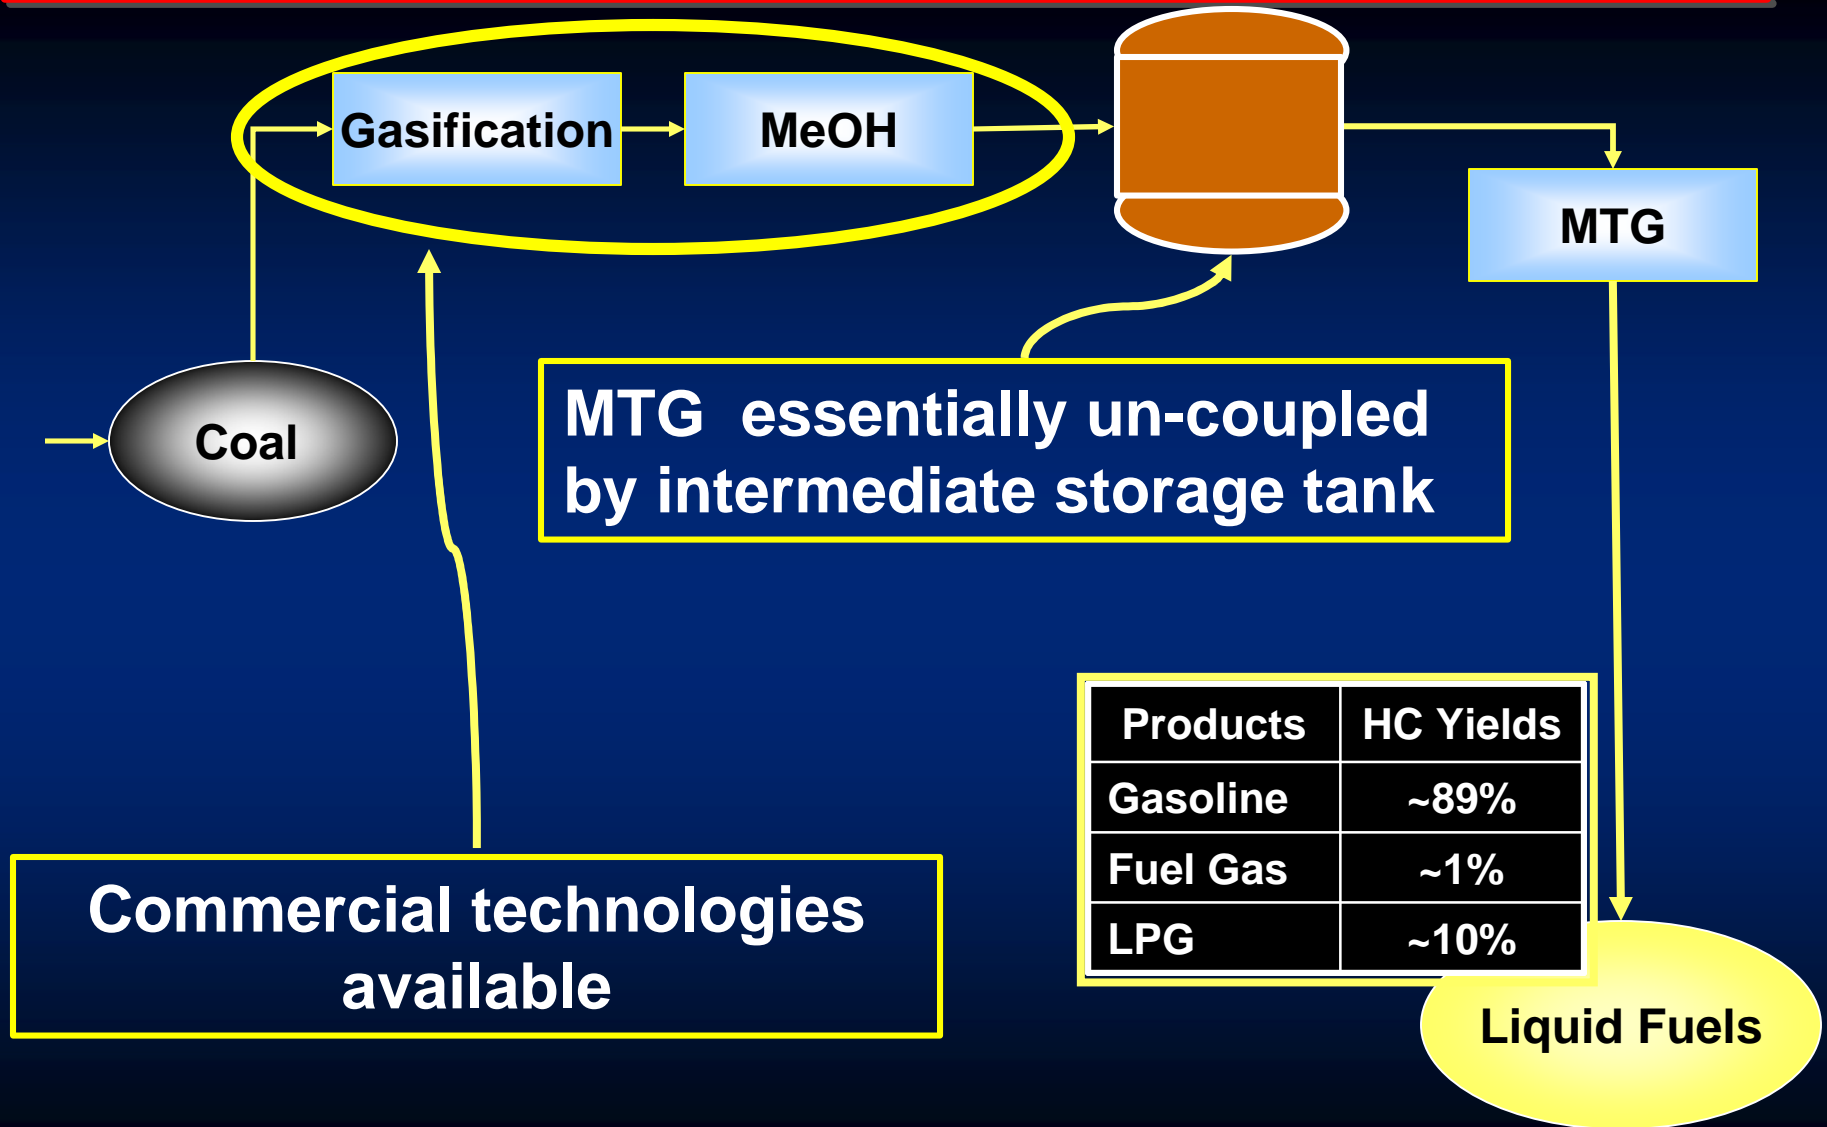 Gasification
MeOH
MTG
Coal
MTG  essentially un-coupled
by intermediate storage tank
Products HC Yields
Gasoline ~89%
Fuel Gas ~1%
LPG ~10%
Commercial technologies
available
Liquid Fuels